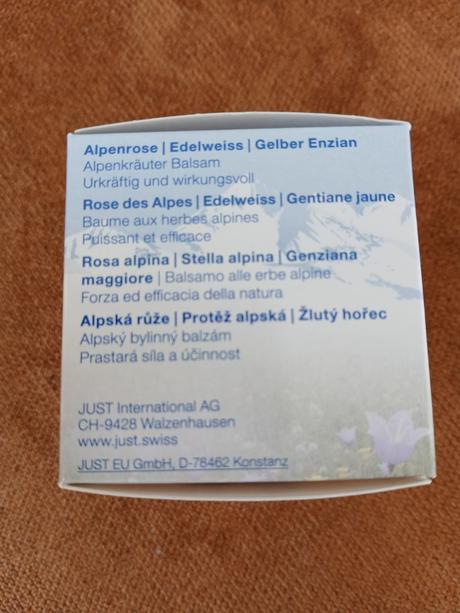 Alpenrose | Edelweiss | Gelber Enzian
Alpenkräuter Balsam
Urkräftig und wirkungsvoll
Rose des Alpes | Edelweiss | Gentiane jaune
Baume aux herbes alpines
Puissant et efficace
Rosa alpina | Stella alpina | Genziana
maggiore | Balsamo alle erbe alpine
Forza ed efficacia della natura
Alpská růže | Protěž alpská | Žlutý hořec
Alpský bylinný balzám
Prastará síla a účinnost
JUST International AG
CH-9428 Walzenhausen
www.just.swiss
JUST EU GmbH, D-78462 Konstanz